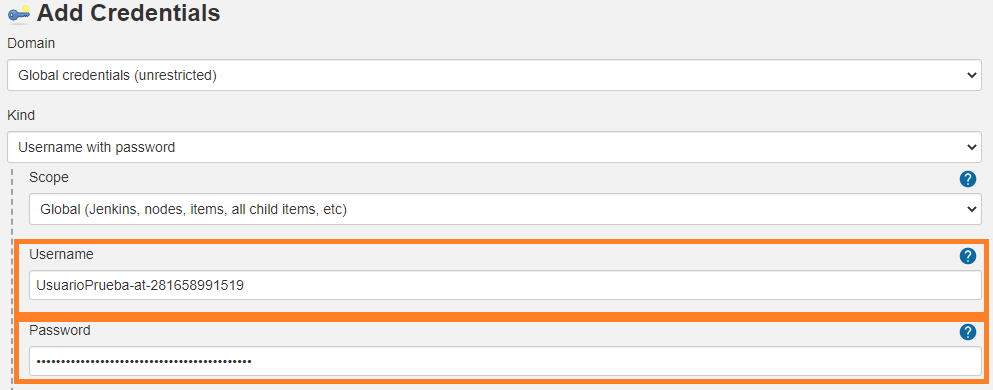 Add Credentials
Domain
Global credentials (unrestricted)
Kind
Username with password
Scope
?
Global (Jenkins, nodes, items, all child items, etc)
Username
?
UsuarioPrueba-at-281658991519
Password
?
••••••••••••••••••••••••••••••••••••••••••••